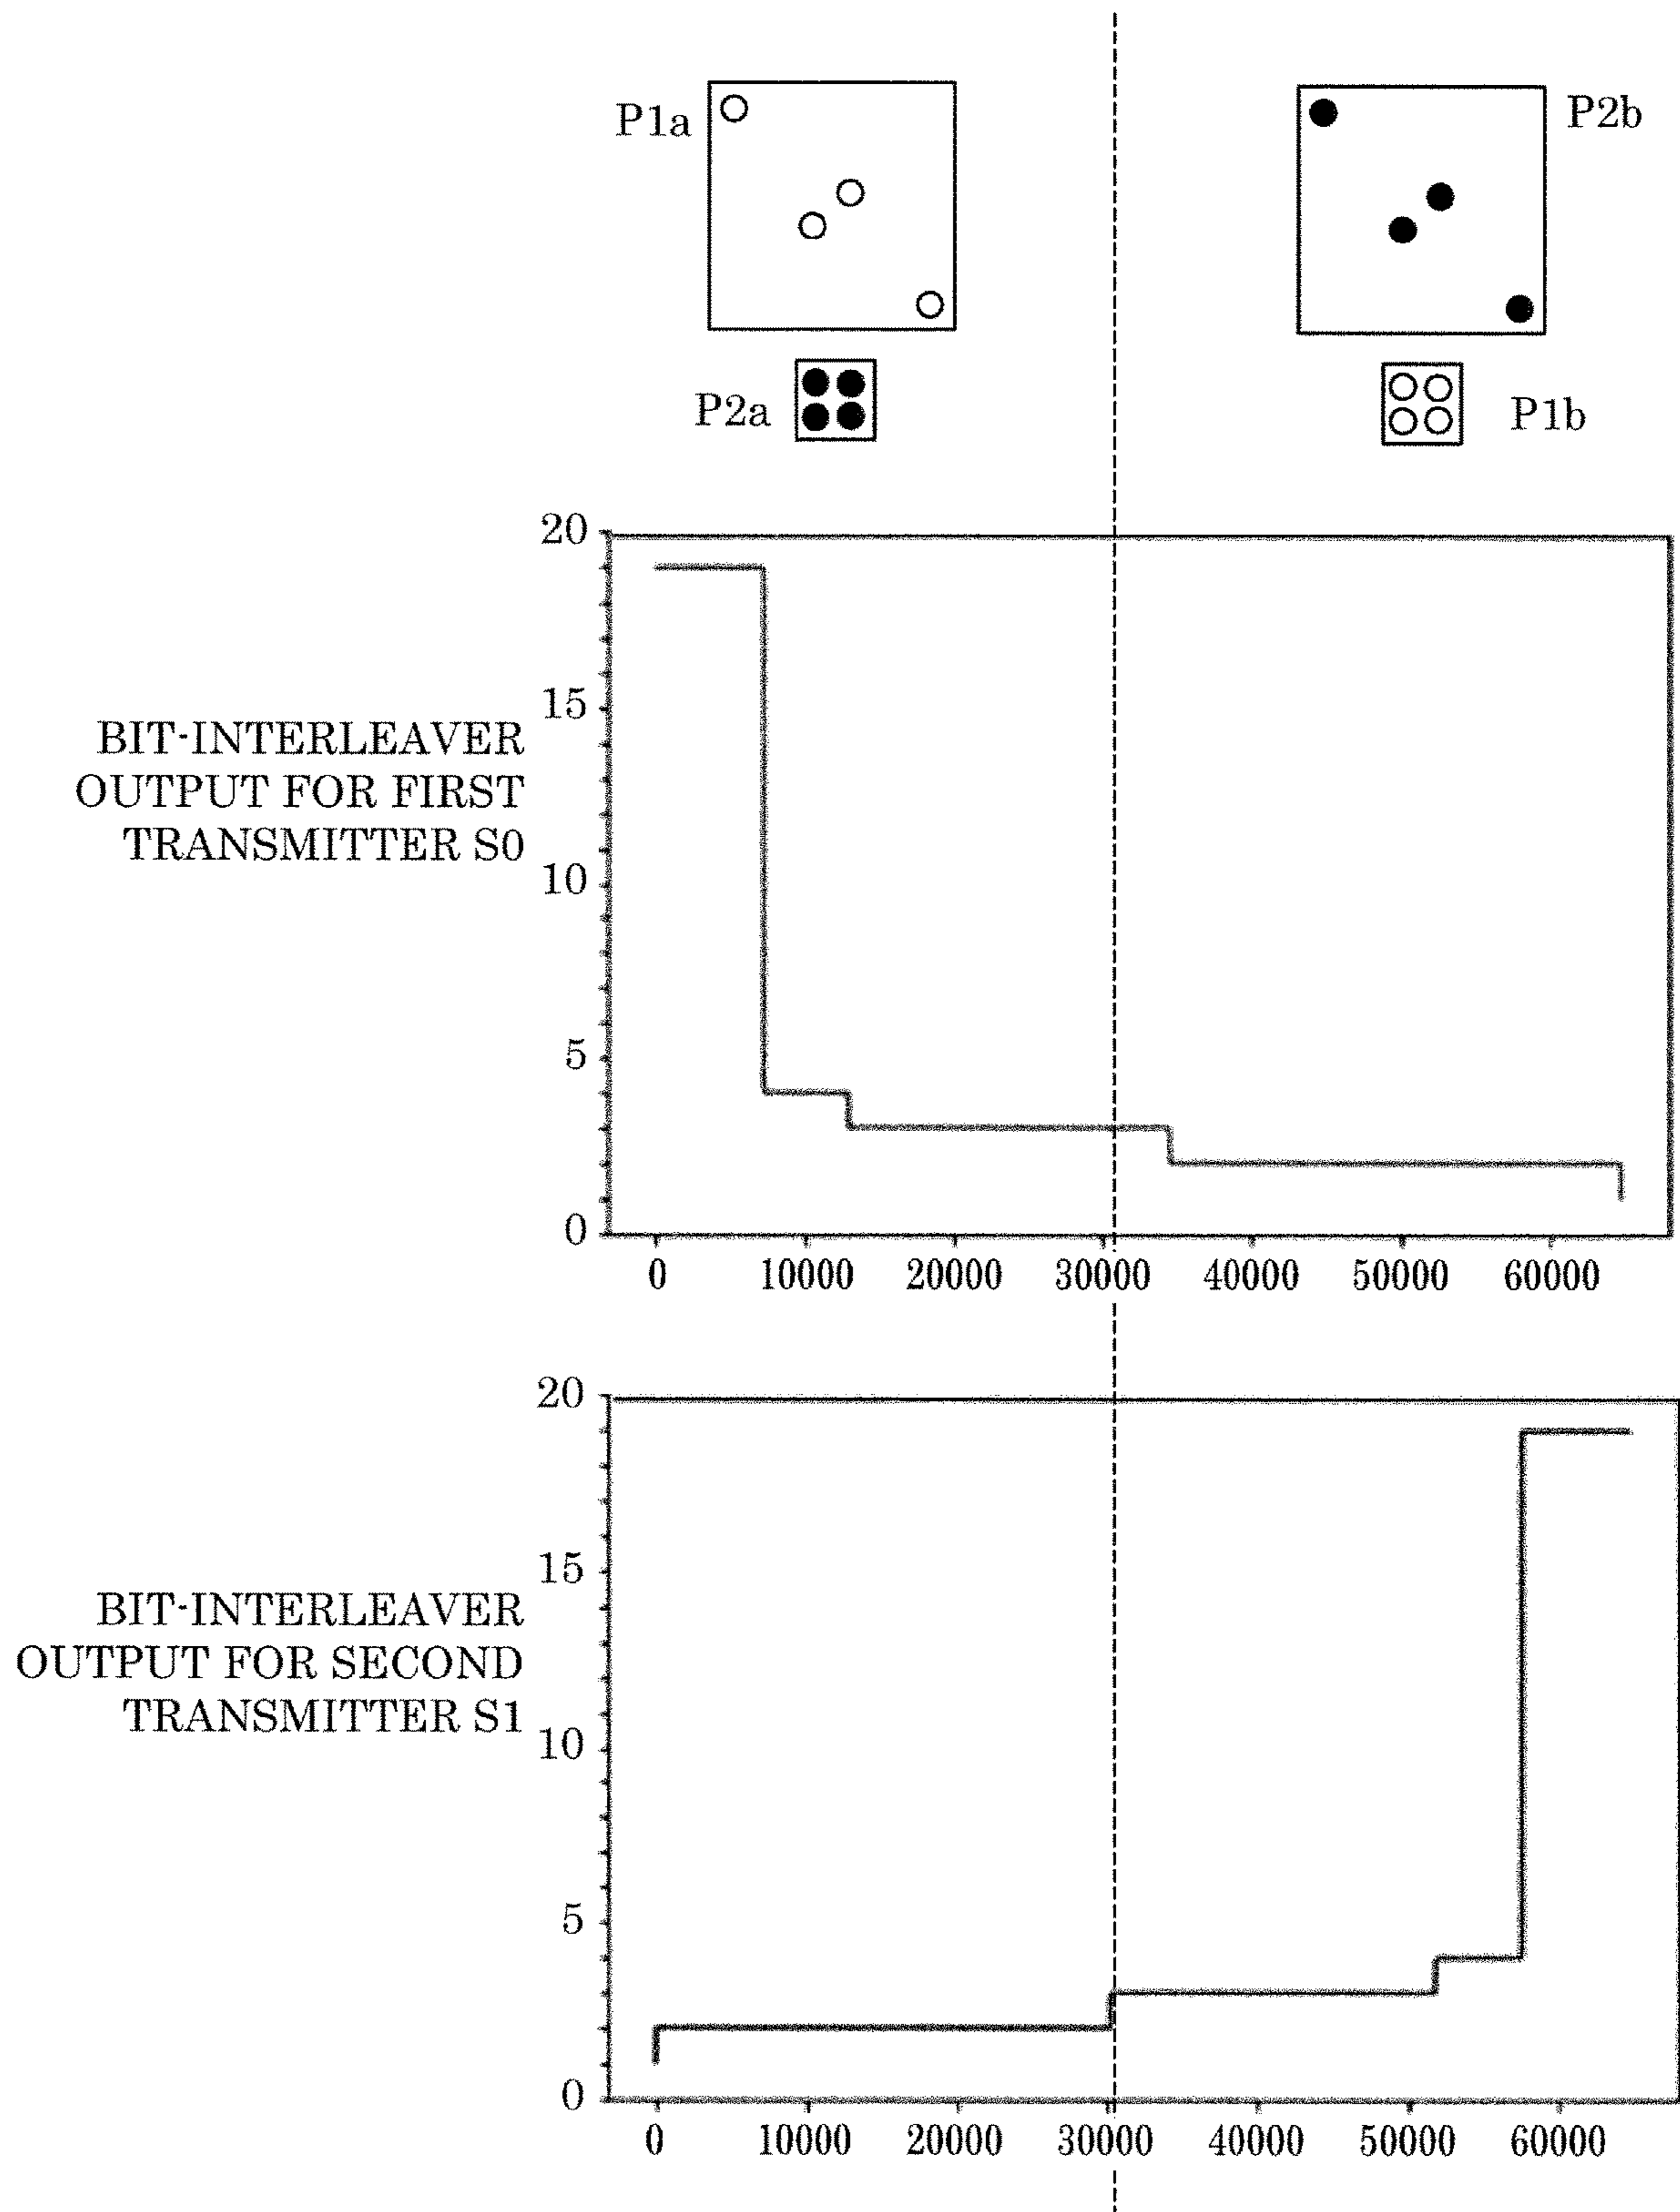 P1a
P2b
P2a
P1b
20
15
BIT-INTERLEAVER
OUTPUT FOR FIRST
TRANSMITTER S0
10
5
0
0 10000 20000 30000 40000 50000 60000
20
15
BIT-INTERLEAVER
OUTPUT FOR SECOND
TRANSMITTER S1
10
5
0
0 10000 20000 30000 40000 50000 60000